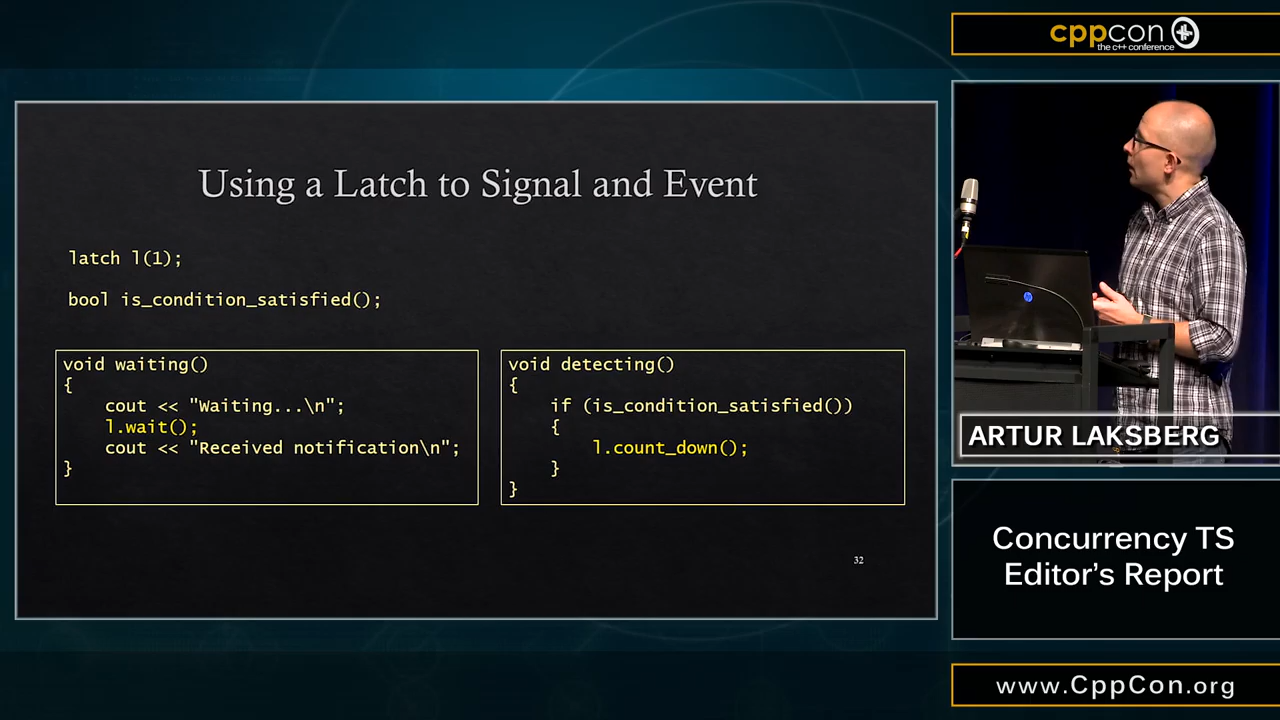 cppcon
the c++ conference
Using a Latch to Signal and Event
latch l(1);
bool is_condition_satisfied();
void waiting()
{
    cout << "Waiting...\n";
    l.wait();
    cout << "Received notification\n";
}
void detecting()
{
    if (is_condition_satisfied())
    {
        l.count_down();
    }
}
32
ARTUR LAKSBERG
Concurrency TS
Editor's Report
www.CppCon.org